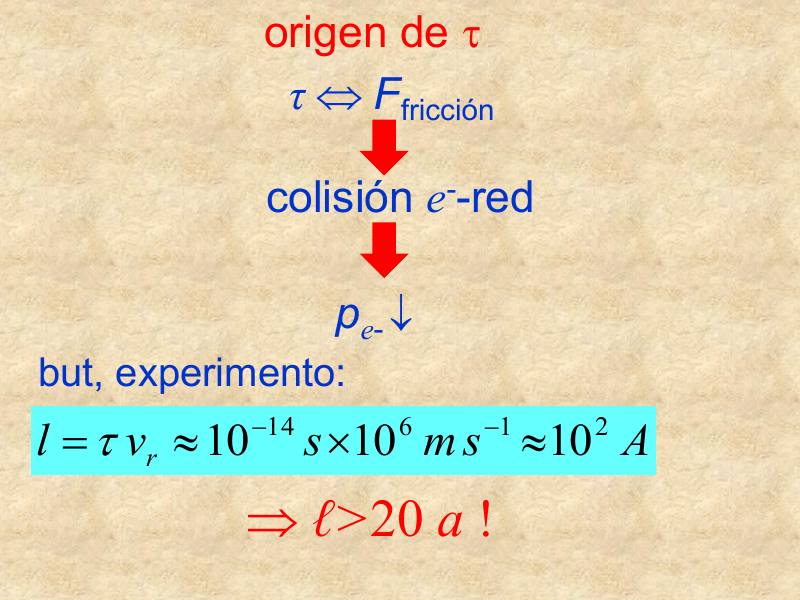 origen de τ
τ ⇔ F_fricción
colisión e⁻-red
p_e- ↓
but, experimento:
l = τ v_r ≈ 10⁻¹⁴ s × 10⁶ m s⁻¹ ≈ 10² A
⇒ ℓ>20 a !